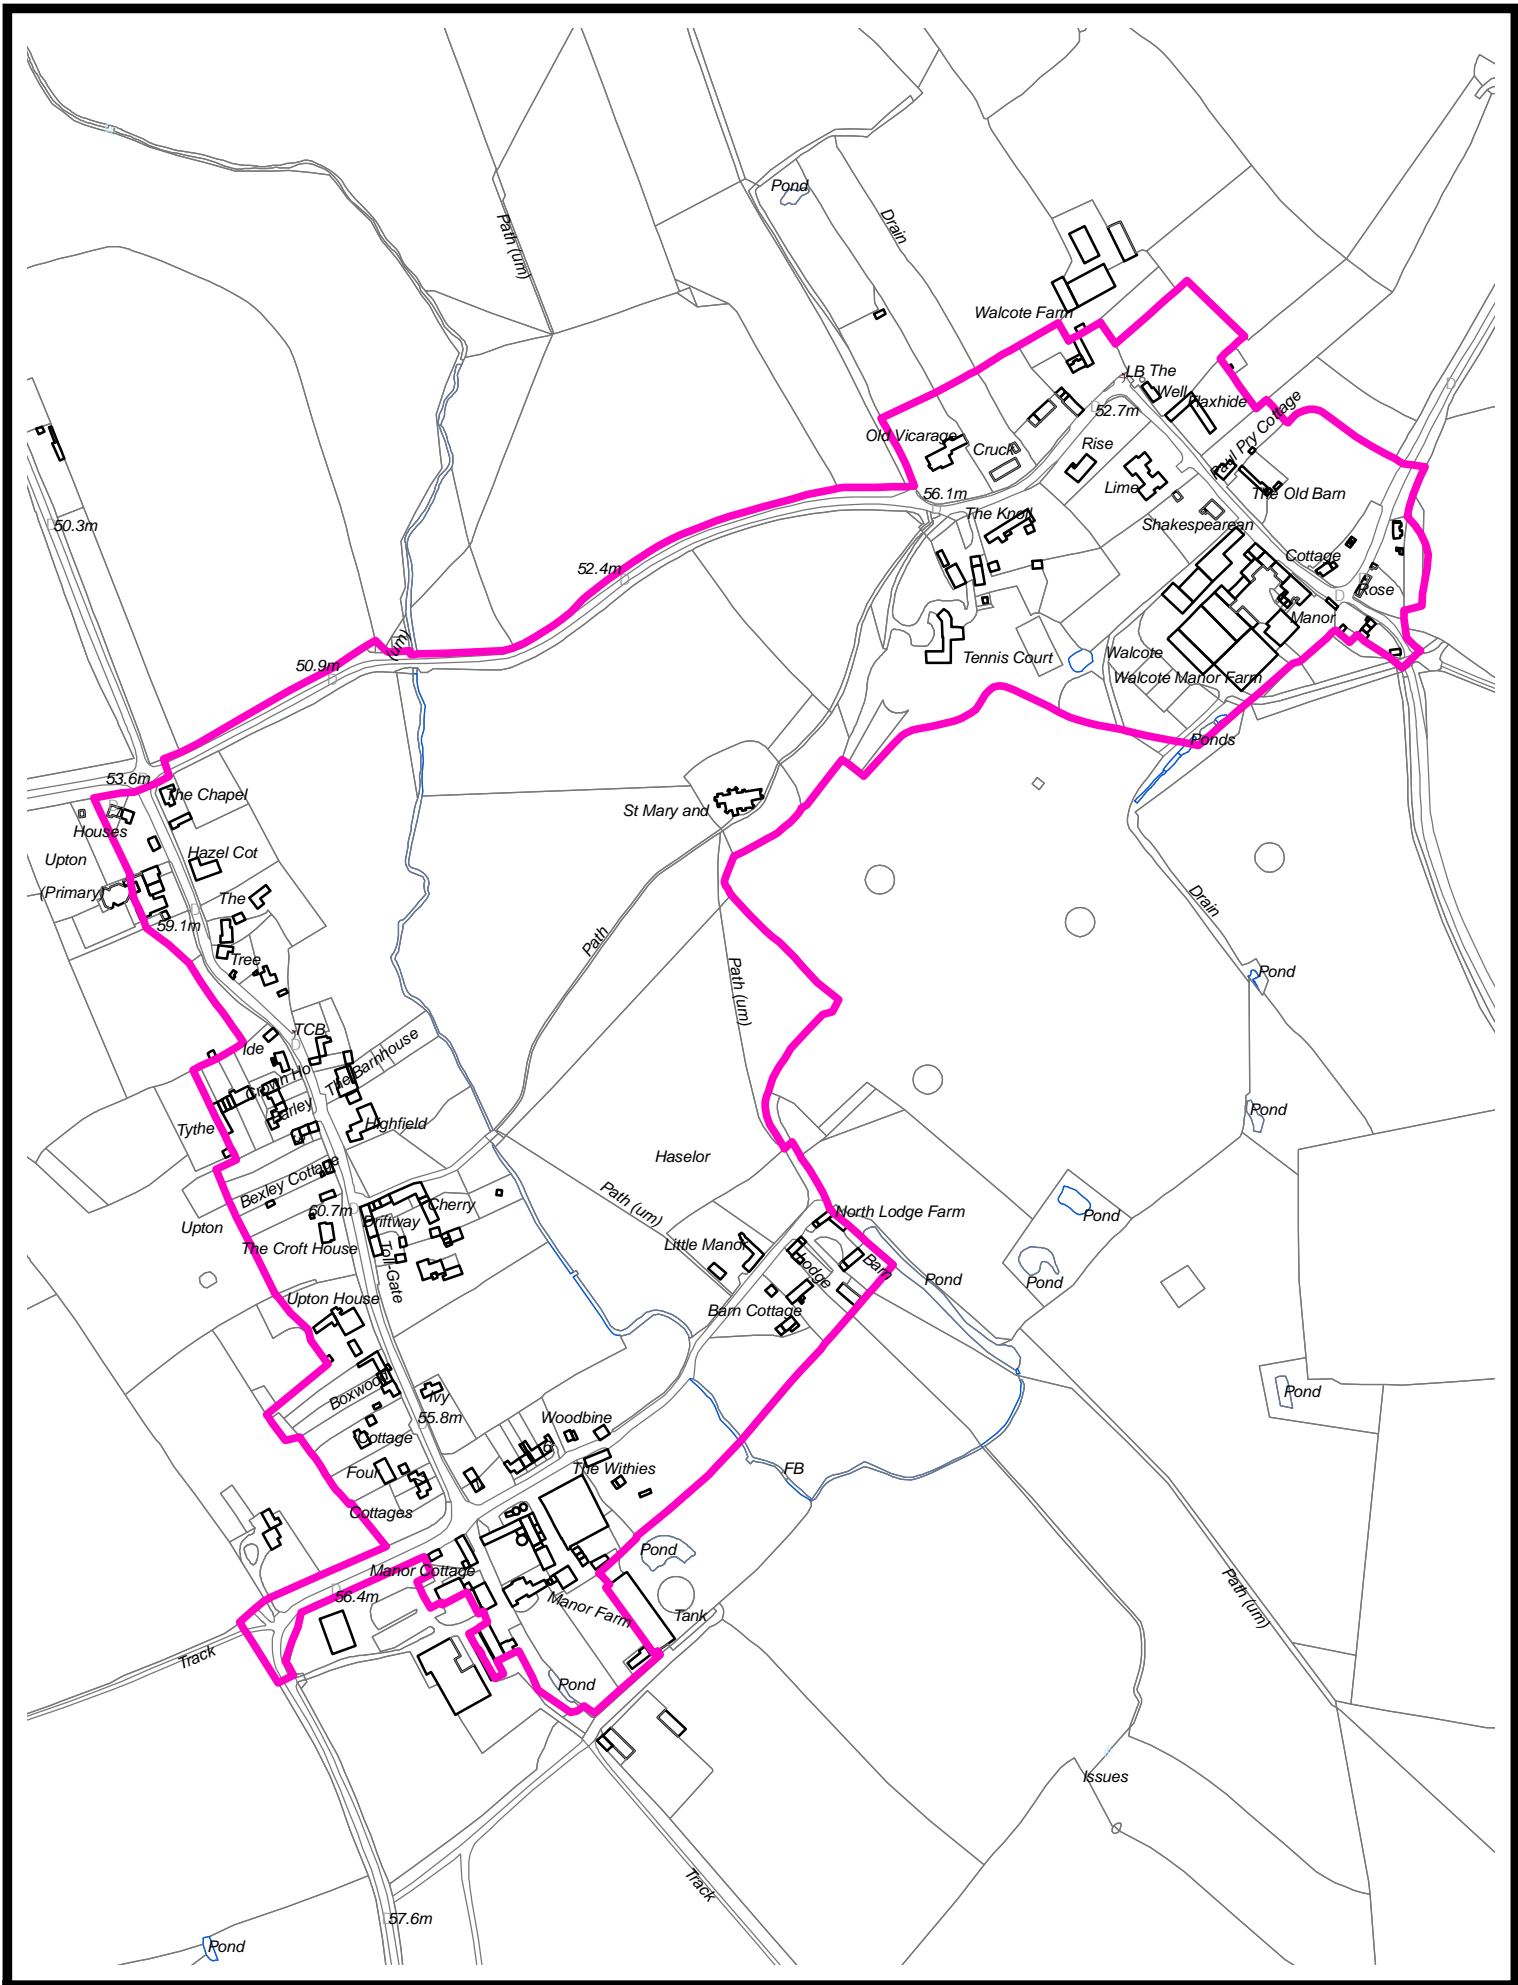 Pond
Path (um)
Drain
Walcote Farm
LB The
Well
Flaxhide
52.7m
Paul Pry Cottage
Old Vicarage
Cruck
Rise
Lime
The Old Barn
56.1m
The Knoll
Shakespearean
50.3m
Cottage
52.4m
Rose
Manor
(um)
Tennis Court
Walcote
50.9m
Walcote Manor Farm
Ponds
53.6m
The Chapel
St Mary and
Houses
Upton
Hazel Cot
(Primary)
The
Drain
59.1m
Path
Tree
Path (um)
Pond
TCB
Ide
The Barnhouse
Crown Ho
Barley
Tythe
Highfield
Pond
Haselor
Bexley Cottage
Path (um)
Cherry
60.7m
Driftway
North Lodge Farm
Pond
Upton
The Croft House
Toll-Gate
Little Manor
Lodge
Barn
Pond
Pond
Upton House
Barn Cottage
Boxwood
Ivy
Pond
55.8m
Woodbine
Cottage
Four
The Withies
FB
Cottages
Pond
Manor Cottage
56.4m
Manor Farm
Tank
Path (um)
Track
Pond
Issues
Track
57.6m
Pond